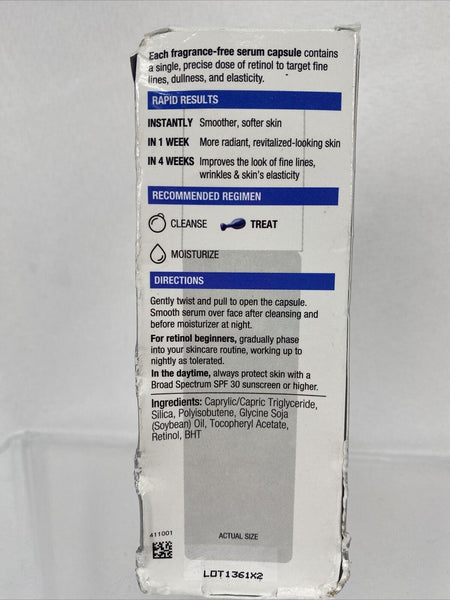 Each fragrance-free serum capsule contains
a single, precise dose of retinol to target fine
lines, dullness, and elasticity.
RAPID RESULTS
INSTANTLY Smoother, softer skin
IN 1 WEEK More radiant, revitalized-looking skin
IN 4 WEEKS Improves the look of fine lines,
wrinkles & skin's elasticity
RECOMMENDED REGIMEN
CLEANSE TREAT
MOISTURIZE
DIRECTIONS
Gently twist and pull to open the capsule.
Smooth serum over face after cleansing and
before moisturizer at night.
For retinol beginners, gradually phase
into your skincare routine, working up to
nightly as tolerated.
In the daytime, always protect skin with a
Broad Spectrum SPF 30 sunscreen or higher.
Ingredients: Caprylic/Capric Triglyceride,
Silica, Polyisobutene, Glycine Soja
(Soybean) Oil, Tocopheryl Acetate,
Retinol, BHT
411001
ACTUAL SIZE
LOT1361X2